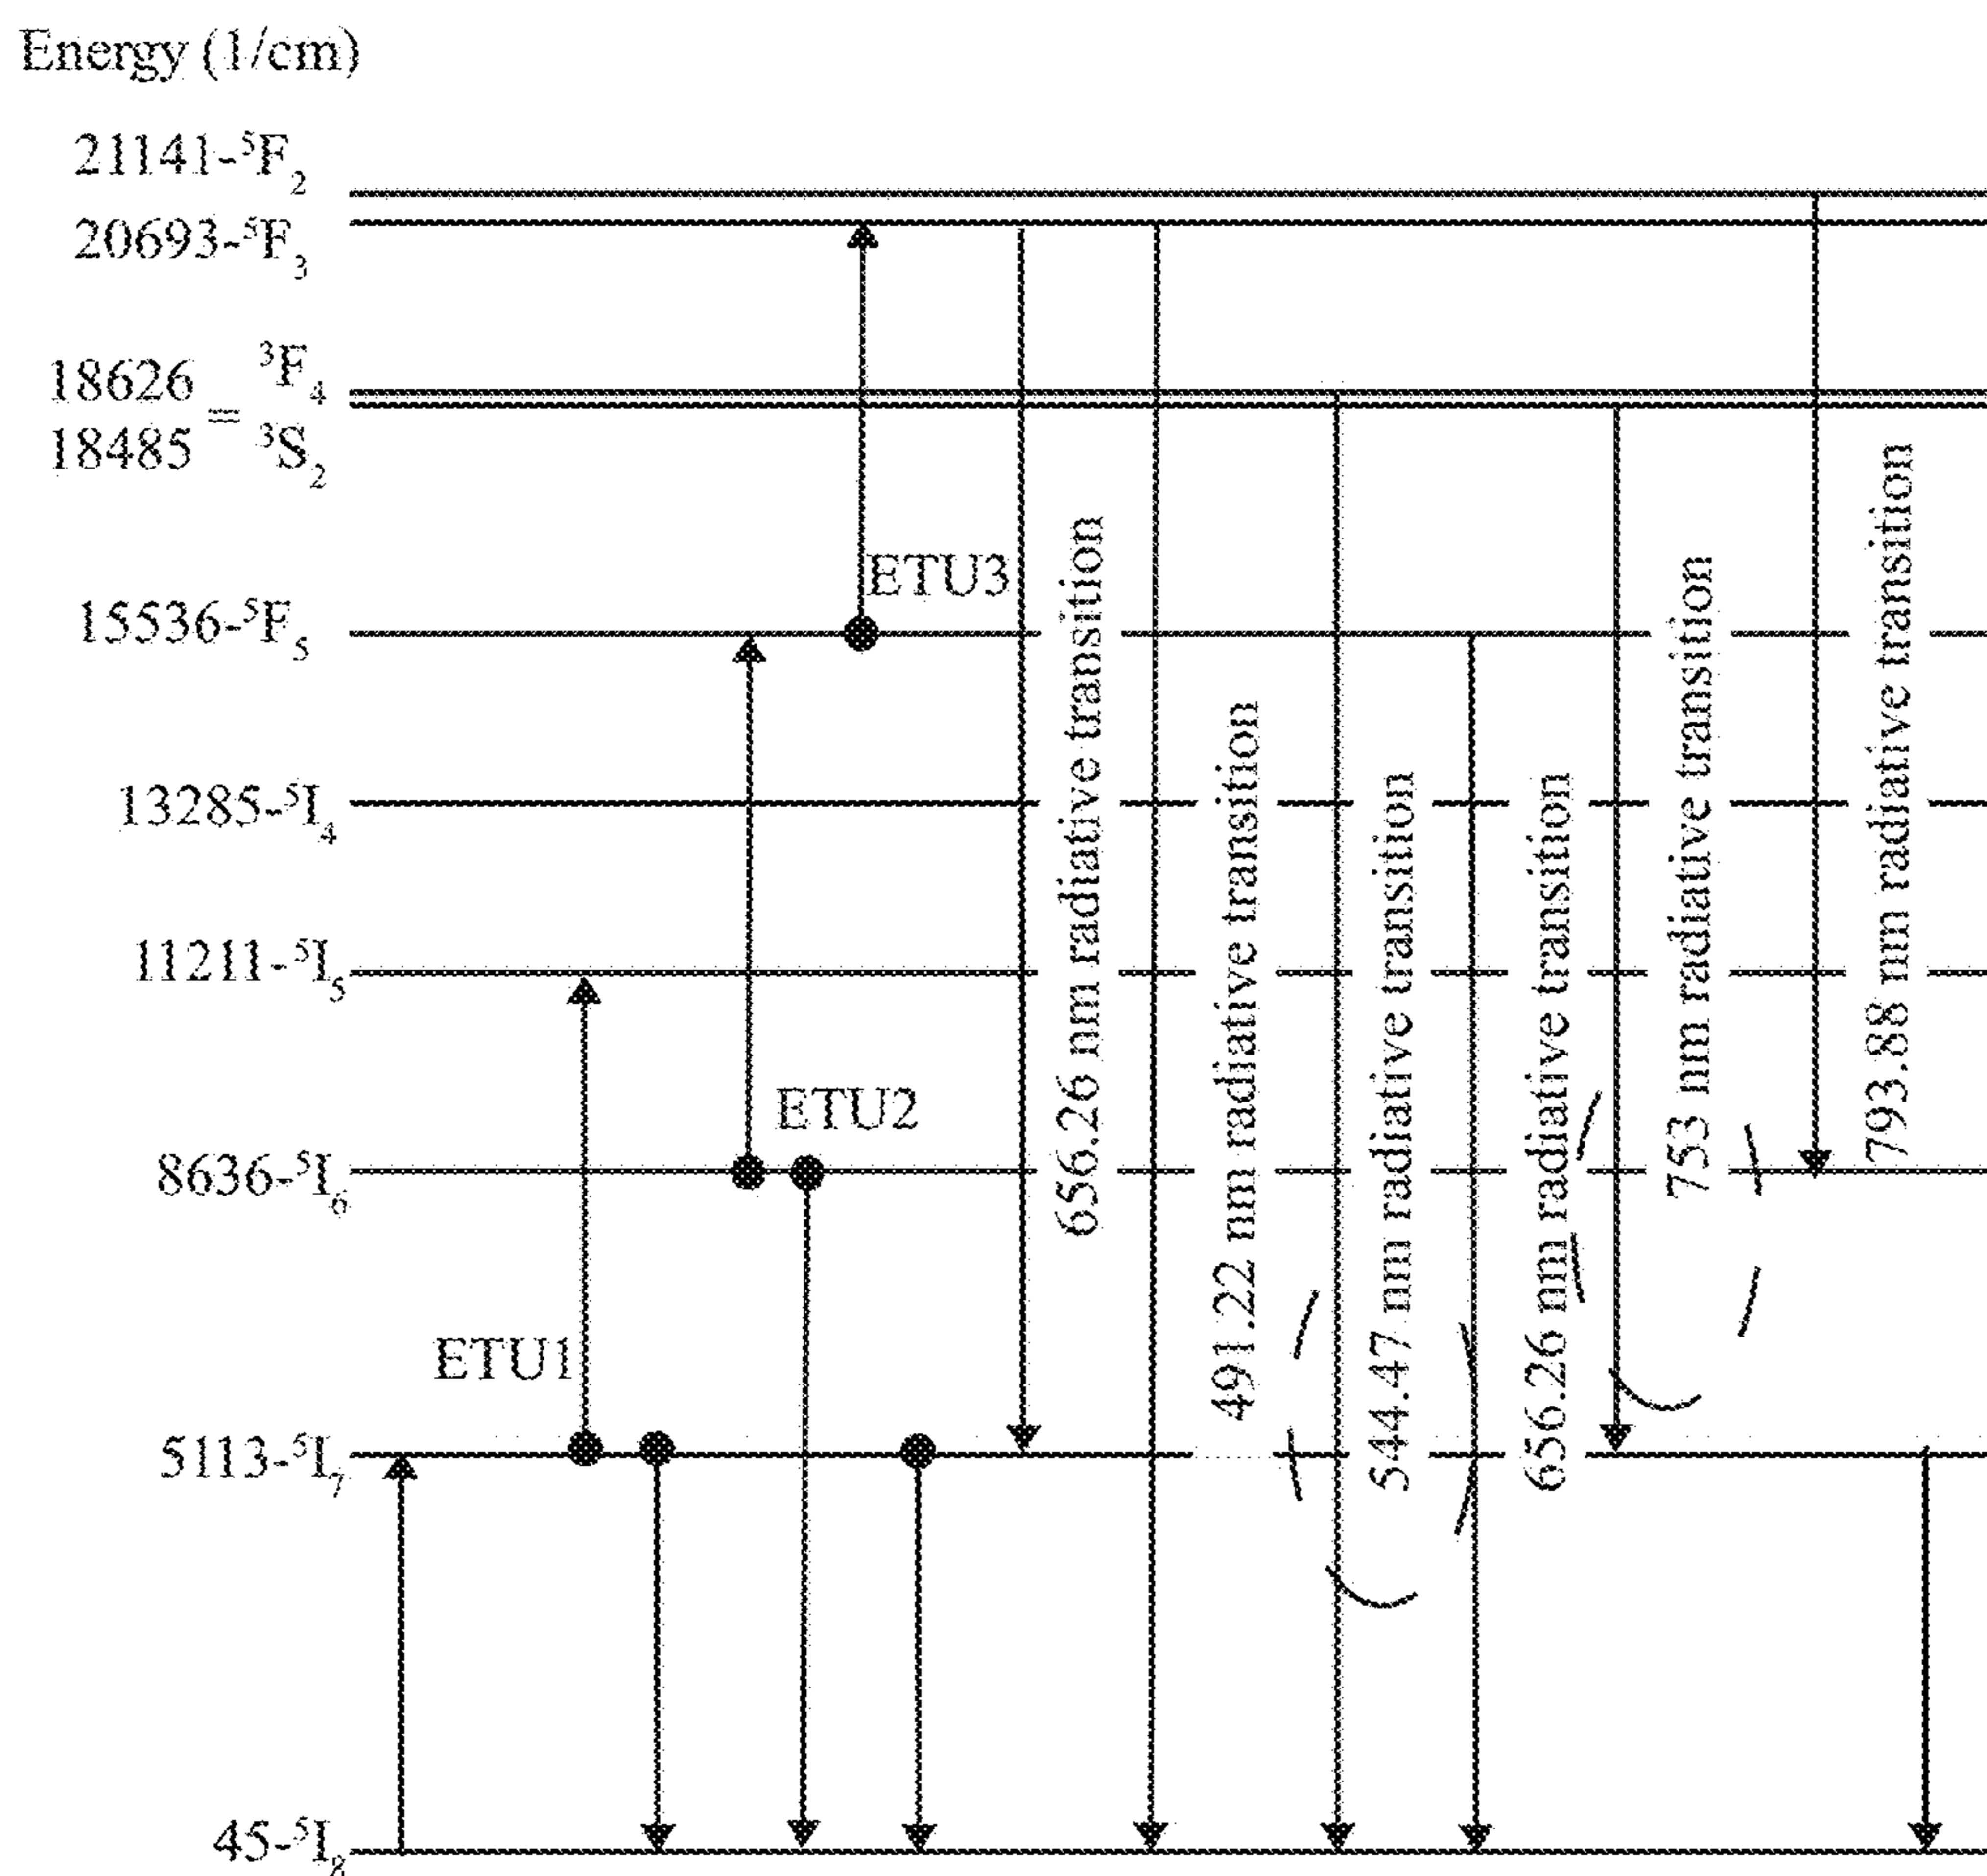 Energy (1/cm)
21141-⁵F₂
20693-⁵F₃
18626 = ³F₄
18485 ³S₂
ETU3
15536-⁵F₅
13285-⁵I₄
11211-⁵I₅
ETU2
8636-⁵I₆
ETU1
5113-⁵I₇
45-⁵I₈
656.26 nm radiative transition
491.22 nm radiative transition
544.47 nm radiative transition
656.26 nm radiative transition
753 nm radiative transition
793.88 nm radiative transition